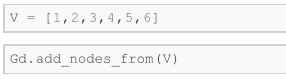 V = [1,2,3,4,5,6]
Gd.add_nodes_from(V)